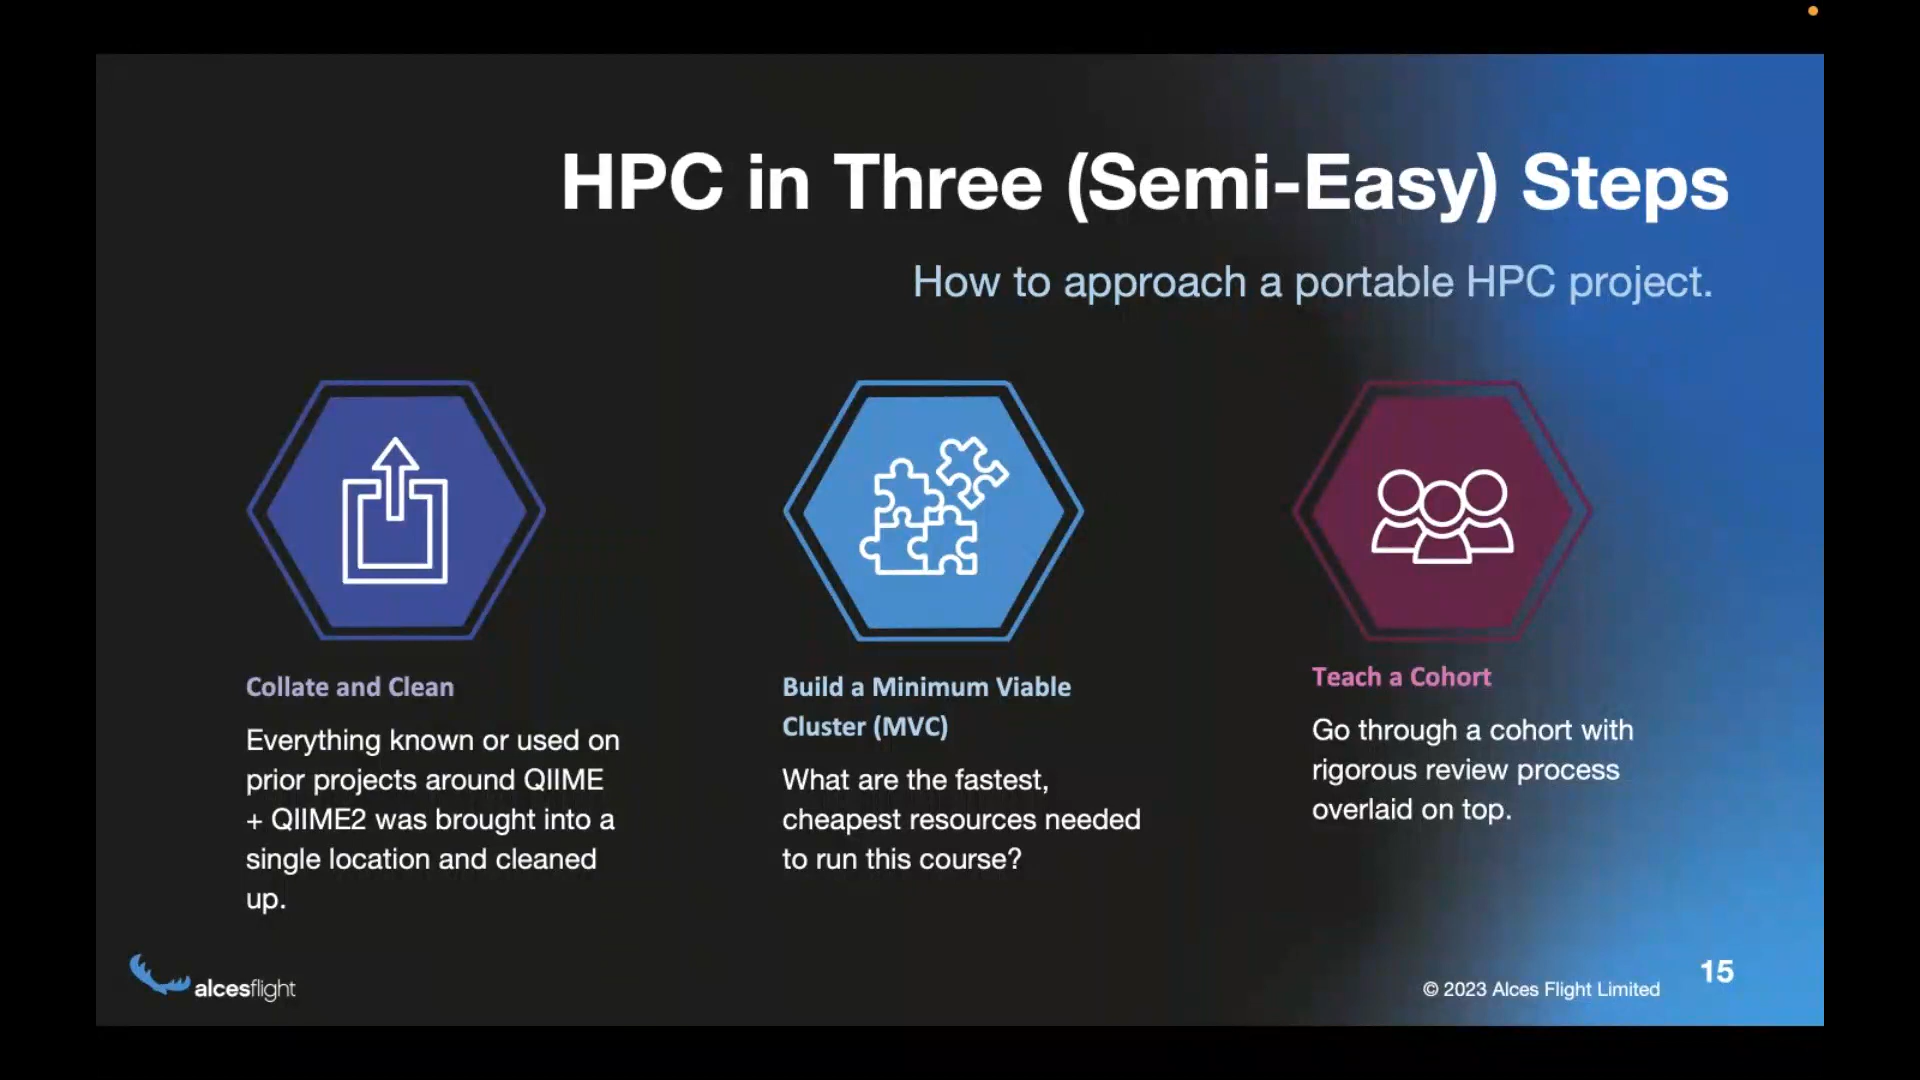 HPC in Three (Semi-Easy) Steps
How to approach a portable HPC project.
Collate and Clean
Everything known or used on
prior projects around QIIME
+ QIIME2 was brought into a
single location and cleaned
up.
Build a Minimum Viable
Cluster (MVC)
What are the fastest,
cheapest resources needed
to run this course?
Teach a Cohort
Go through a cohort with
rigorous review process
overlaid on top.
alcesflight
© 2023 Alces Flight Limited
15